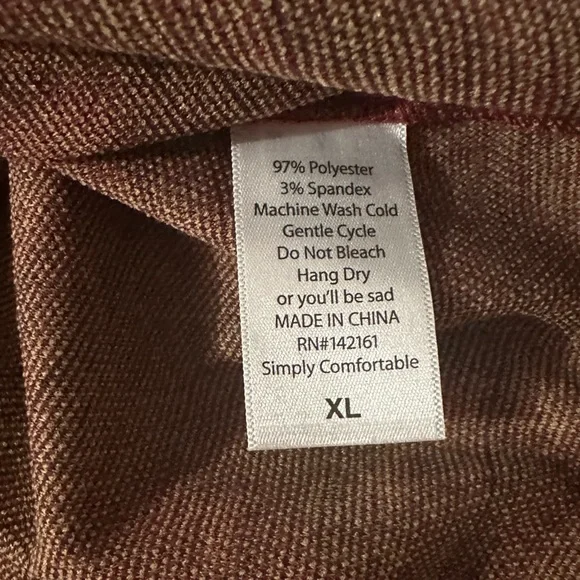 97% Polyester
3% Spandex
Machine Wash Cold
Gentle Cycle
Do Not Bleach
Hang Dry
or you'll be sad
MADE IN CHINA
RN#142161
Simply Comfortable
XL